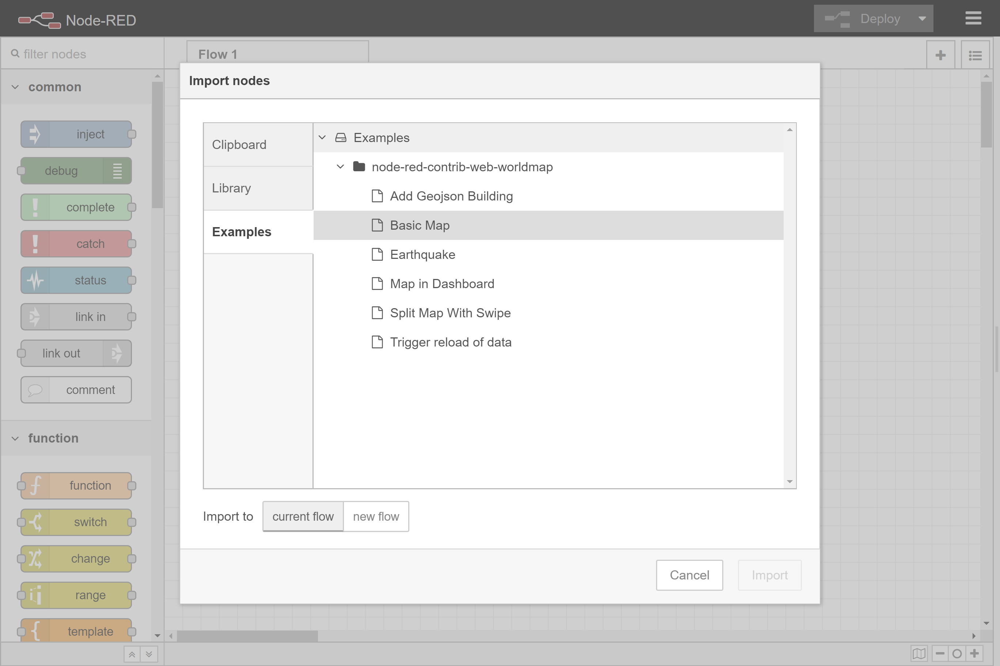 Node-RED
Deploy
filter nodes
Flow 1
common
inject
debug
complete
catch
status
link in
link out
comment
function
function
switch
change
range
template
Import nodes
Clipboard
Library
Examples
Examples
node-red-contrib-web-worldmap
Add Geojson Building
Basic Map
Earthquake
Map in Dashboard
Split Map With Swipe
Trigger reload of data
Import to current flow new flow
Cancel Import